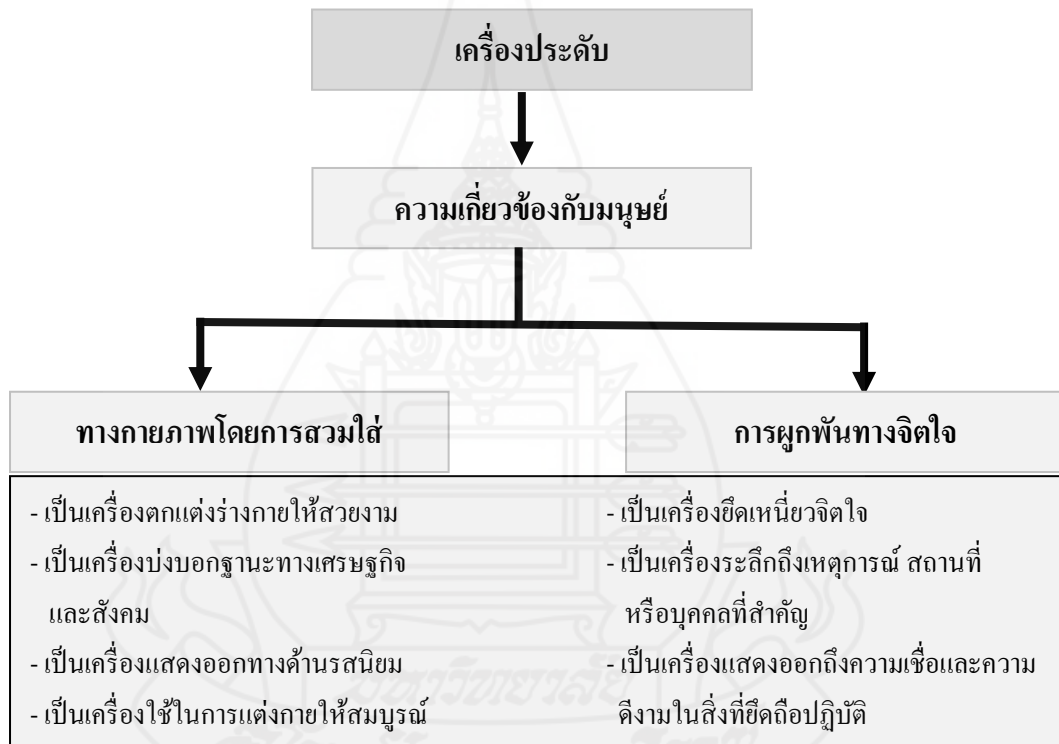 เครื่องประดับ
ความเกี่ยวข้องกับมนุษย์
ทางกายภาพโดยการสวมใส่
- เป็นเครื่องตกแต่งร่างกายให้สวยงาม
- เป็นเครื่องบ่งบอกฐานะทางเศรษฐกิจ
และสังคม
- เป็นเครื่องแสดงออกทางด้านรสนิยม
- เป็นเครื่องใช้ในการแต่งกายให้สมบูรณ์
การผูกพันทางจิตใจ
- เป็นเครื่องยึดเหนี่ยวจิตใจ
- เป็นเครื่องระลึกถึงเหตุการณ์ สถานที่
หรือบุคคลที่สำคัญ
- เป็นเครื่องแสดงออกถึงความเชื่อและความ
ดีงามในสิ่งที่ยึดถือปฏิบัติ
มหาวิทยาลัย